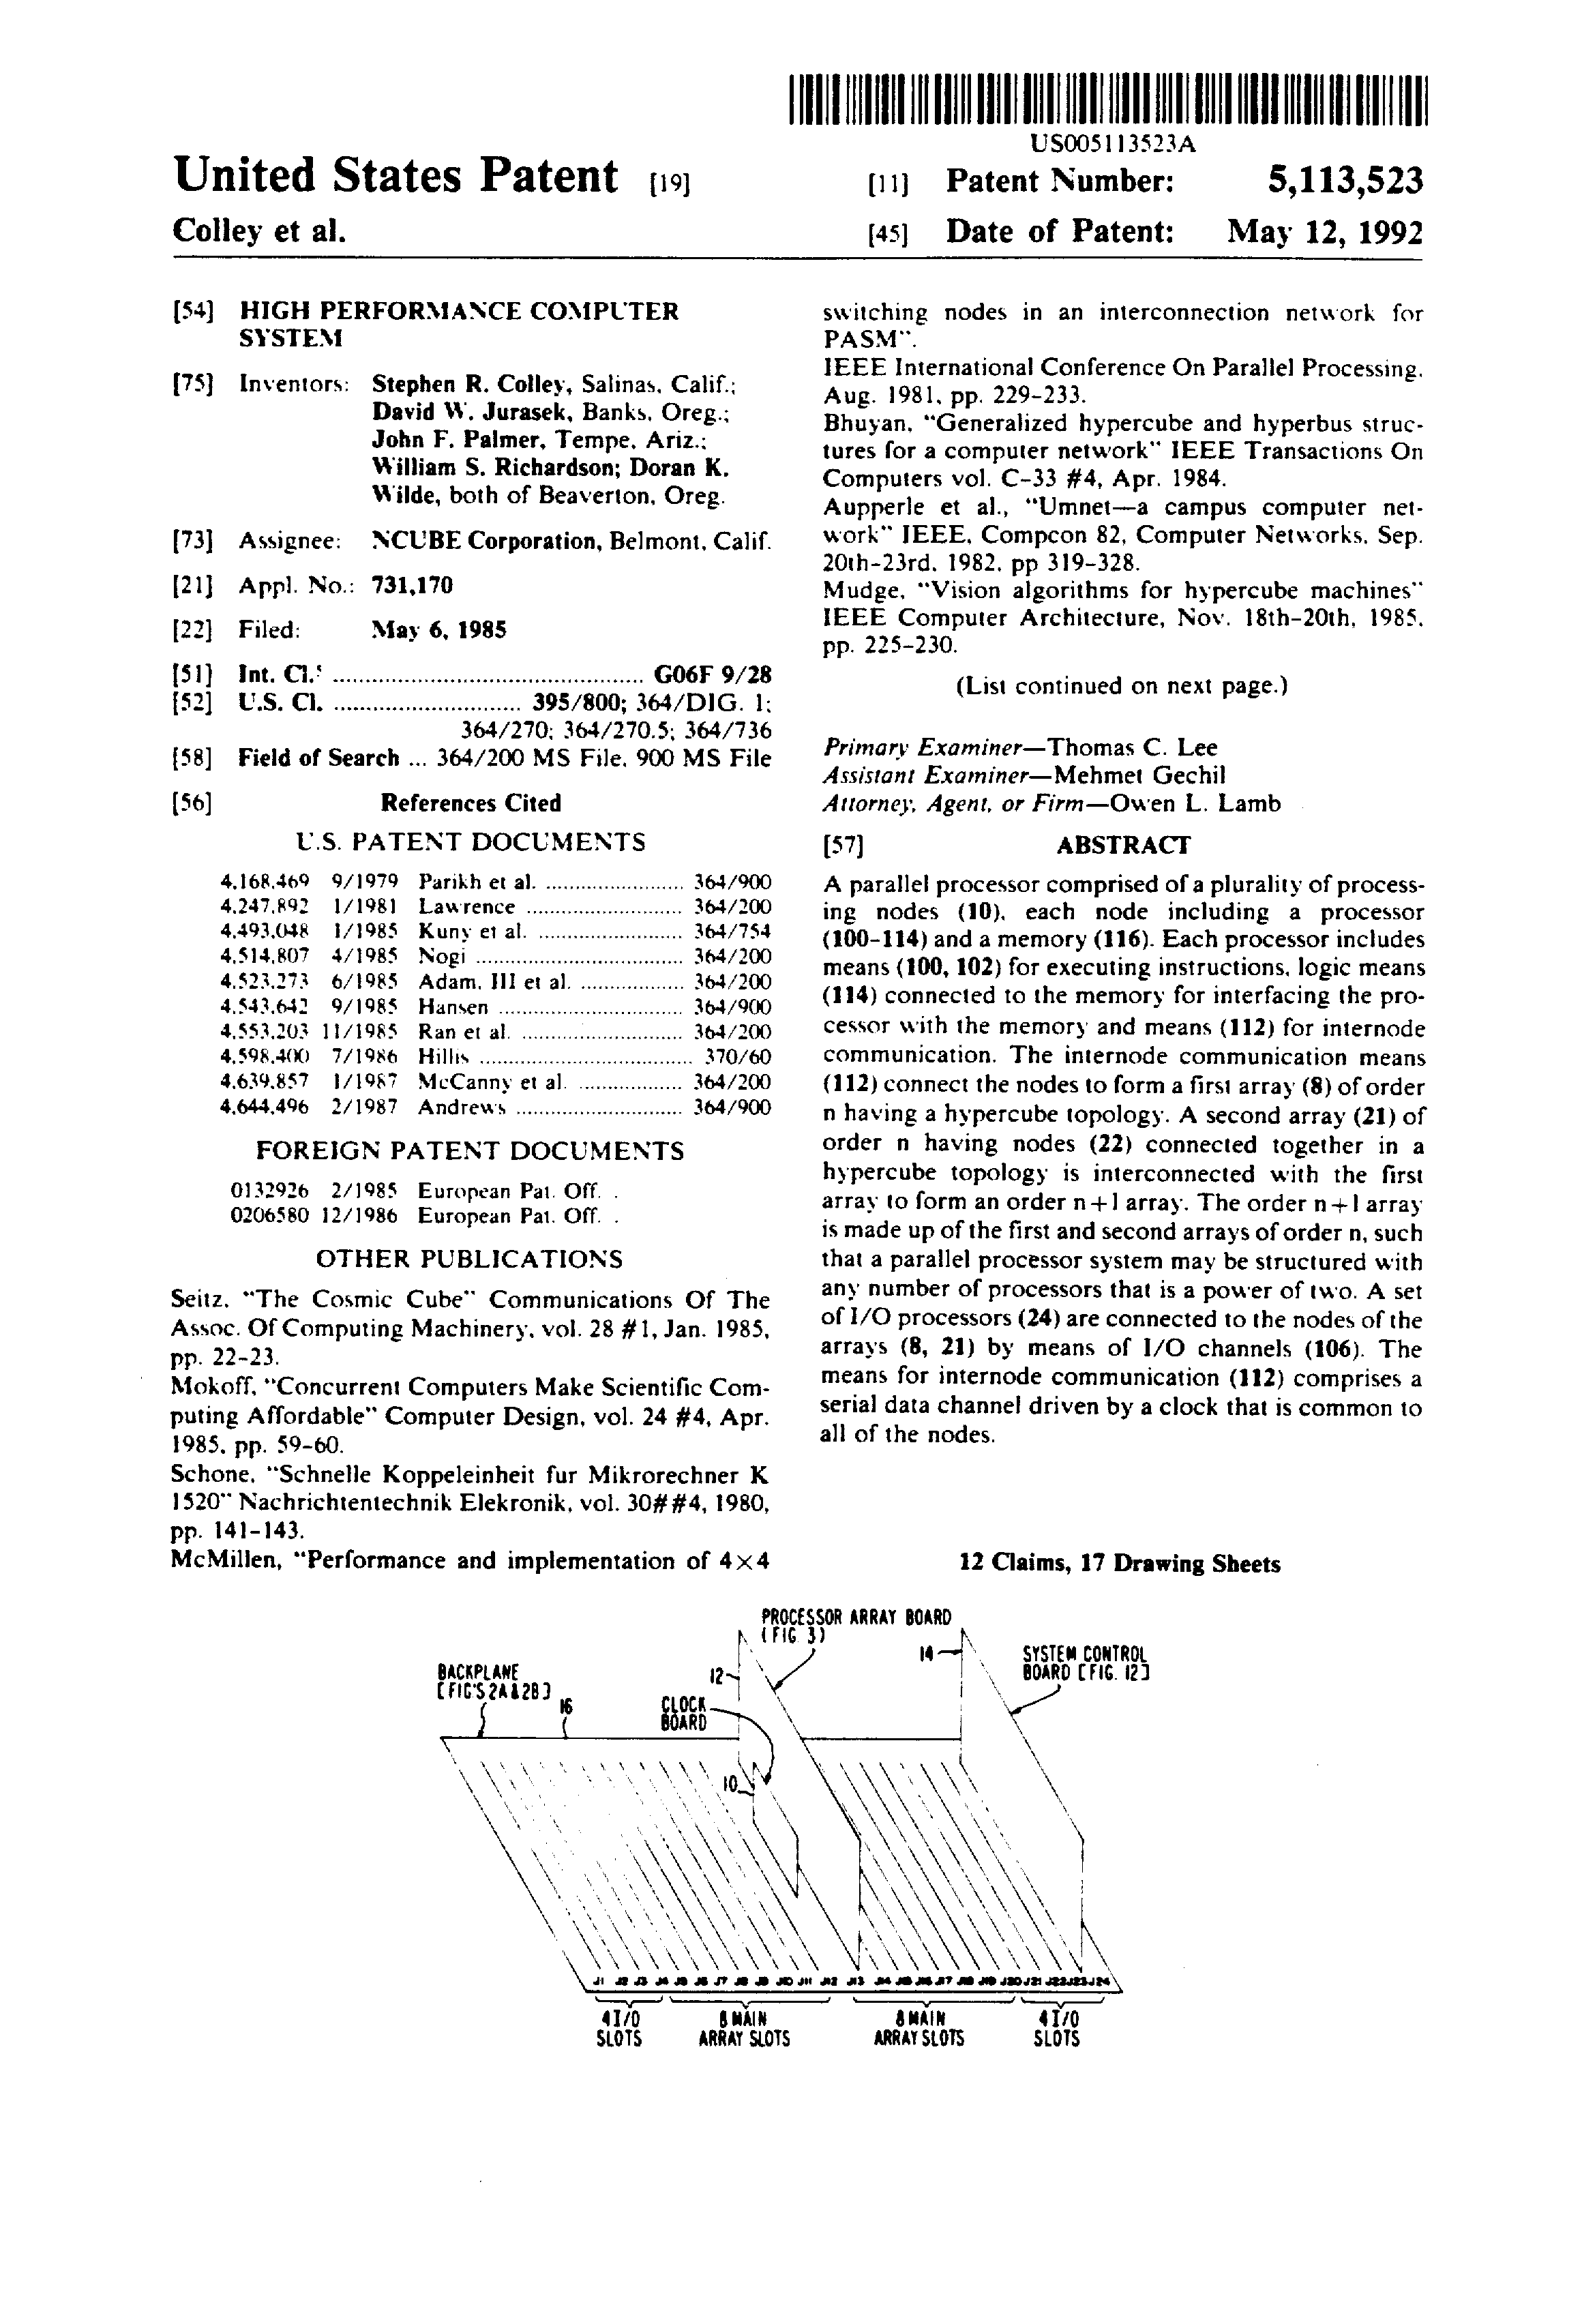 US005113523A
United States Patent [19]
Colley et al.
[11] Patent Number: 5,113,523
[45] Date of Patent: May 12, 1992
[54] HIGH PERFORMANCE COMPUTER
SYSTEM
[75] Inventors: Stephen R. Colley, Salinas, Calif.;
David W. Jurasek, Banks, Oreg.;
John F. Palmer, Tempe, Ariz.;
William S. Richardson; Doran K.
Wilde, both of Beaverton, Oreg.
[73] Assignee: NCUBE Corporation, Belmont, Calif.
[21] Appl. No.: 731,170
[22] Filed: May 6, 1985
[51] Int. Cl.⁵ .............................................. G06F 9/28
[52] U.S. Cl. ............................ 395/800; 364/DIG. 1;
364/270; 364/270.5; 364/736
[58] Field of Search ... 364/200 MS File, 900 MS File
[56] References Cited
U.S. PATENT DOCUMENTS
4,168,469 9/1979 Parikh et al. ........................ 364/900
4,247,892 1/1981 Lawrence ........................... 364/200
4,493,048 1/1985 Kuny et al. ......................... 364/754
4,514,807 4/1985 Nogi .................................... 364/200
4,523,273 6/1985 Adam, III et al. .................. 364/200
4,543,642 9/1985 Hansen ................................ 364/900
4,553,203 11/1985 Ran et al. ............................ 364/200
4,598,400 7/1986 Hillis ..................................... 370/60
4,639,857 1/1987 McCanny et al. .................. 364/200
4,644,496 2/1987 Andrews ............................. 364/900
FOREIGN PATENT DOCUMENTS
0132926 2/1985 European Pat. Off. .
0206580 12/1986 European Pat. Off. .
OTHER PUBLICATIONS
Seitz, "The Cosmic Cube" Communications Of The
Assoc. Of Computing Machinery, vol. 28 #1, Jan. 1985,
pp. 22-23.
Mokoff, "Concurrent Computers Make Scientific Com-
puting Affordable" Computer Design, vol. 24 #4, Apr.
1985, pp. 59-60.
Schone, "Schnelle Koppeleinheit fur Mikrorechner K
1520" Nachrichtentechnik Elekronik, vol. 30##4, 1980,
pp. 141-143.
McMillen, "Performance and implementation of 4×4
switching nodes in an interconnection network for
PASM".
IEEE International Conference On Parallel Processing,
Aug. 1981, pp. 229-233.
Bhuyan, "Generalized hypercube and hyperbus struc-
tures for a computer network" IEEE Transactions On
Computers vol. C-33 #4, Apr. 1984.
Aupperle et al., "Umnet—a campus computer net-
work" IEEE, Compcon 82, Computer Networks, Sep.
20th-23rd, 1982, pp 319-328.
Mudge, "Vision algorithms for hypercube machines"
IEEE Computer Architecture, Nov. 18th-20th, 1985,
pp. 225-230.
(List continued on next page.)
Primary Examiner—Thomas C. Lee
Assistant Examiner—Mehmet Gechil
Attorney, Agent, or Firm—Owen L. Lamb
[57] ABSTRACT
A parallel processor comprised of a plurality of process-
ing nodes (10), each node including a processor
(100-114) and a memory (116). Each processor includes
means (100, 102) for executing instructions, logic means
(114) connected to the memory for interfacing the pro-
cessor with the memory and means (112) for internode
communication. The internode communication means
(112) connect the nodes to form a first array (8) of order
n having a hypercube topology. A second array (21) of
order n having nodes (22) connected together in a
hypercube topology is interconnected with the first
array to form an order n+1 array. The order n+1 array
is made up of the first and second arrays of order n, such
that a parallel processor system may be structured with
any number of processors that is a power of two. A set
of I/O processors (24) are connected to the nodes of the
arrays (8, 21) by means of I/O channels (106). The
means for internode communication (112) comprises a
serial data channel driven by a clock that is common to
all of the nodes.
12 Claims, 17 Drawing Sheets
PROCESSOR ARRAY BOARD
(FIG 3)
14
SYSTEM CONTROL
BOARD [FIG. 12]
BACKPLANE
[FIG'S 2A&2B]
16
12
CLOCK
BOARD
10
J1 J2 J3 J4 J5 J6 J7 J8 J9 J10 J11 J12 J13 J14 J15 J16 J17 J18 J19 J20 J21 J22 J23 J24
4 I/O
SLOTS
8 MAIN
ARRAY SLOTS
8 MAIN
ARRAY SLOTS
4 I/O
SLOTS